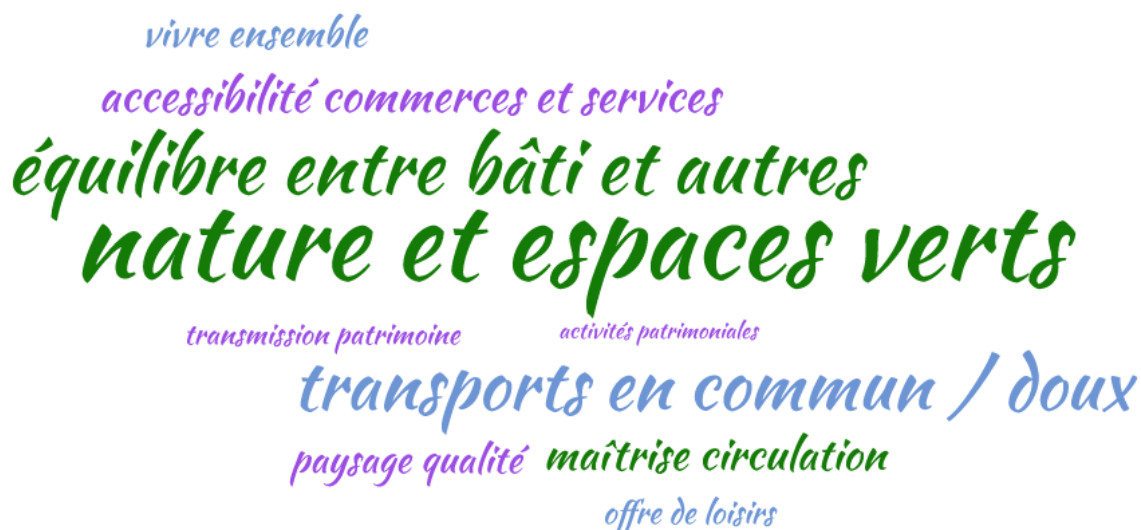 vivre ensemble
accessibilité commerces et services
équilibre entre bâti et autres
nature et espaces verts
transmission patrimoine
activités patrimoniales
transports en commun / doux
paysage qualité
maîtrise circulation
offre de loisirs